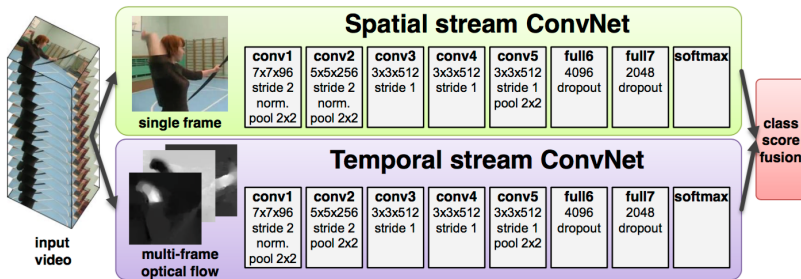 Spatial stream ConvNet
conv1
7x7x96
stride 2
norm.
pool 2x2
conv2
5x5x256
stride 2
norm.
pool 2x2
conv3
3x3x512
stride 1
conv4
3x3x512
stride 1
conv5
3x3x512
stride 1
pool 2x2
full6
4096
dropout
full7
2048
dropout
softmax
single frame
Temporal stream ConvNet
conv1
7x7x96
stride 2
norm.
pool 2x2
conv2
5x5x256
stride 2
pool 2x2
conv3
3x3x512
stride 1
conv4
3x3x512
stride 1
conv5
3x3x512
stride 1
pool 2x2
full6
4096
dropout
full7
2048
dropout
softmax
multi-frame
optical flow
input
video
class
score
fusion